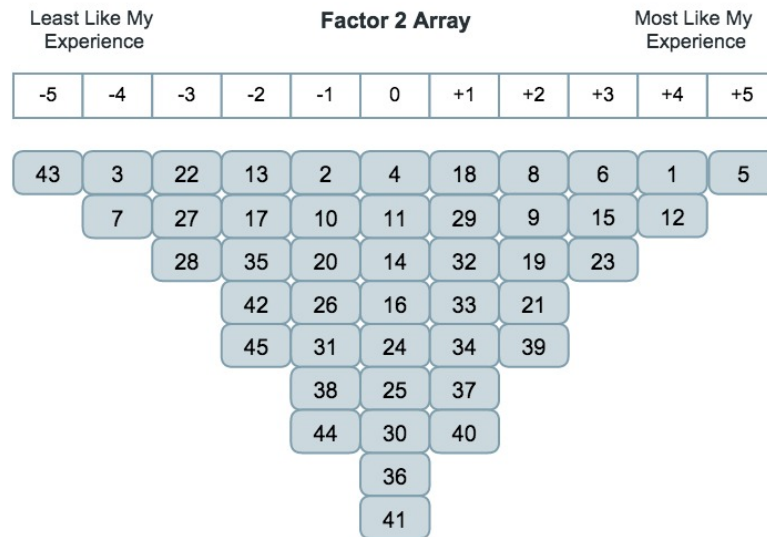 Least Like My
Experience
Factor 2 Array
Most Like My
Experience
-5 -4 -3 -2 -1 0 +1 +2 +3 +4 +5
43 3 22 13 2 4 18 8 6 1 5
7 27 17 10 11 29 9 15 12
28 35 20 14 32 19 23
42 26 16 33 21
45 31 24 34 39
38 25 37
44 30 40
36
41